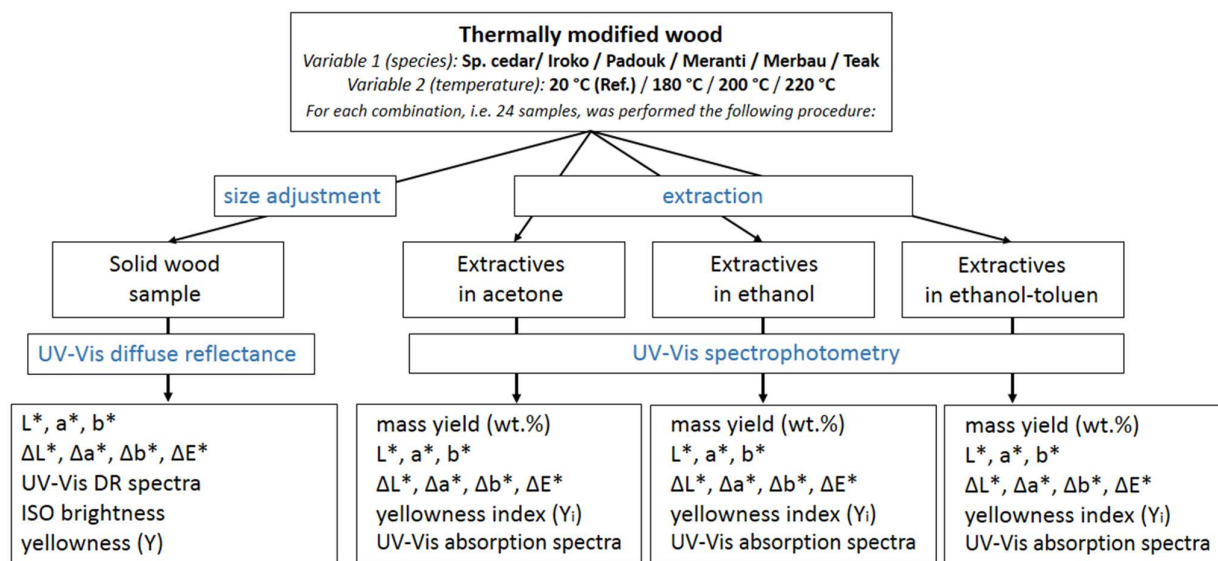 Thermally modified wood
Variable 1 (species): Sp. cedar/ Iroko / Padouk / Meranti / Merbau / Teak
Variable 2 (temperature): 20 °C (Ref.) / 180 °C / 200 °C / 220 °C
For each combination, i.e. 24 samples, was performed the following procedure:
size adjustment
extraction
Solid wood
sample
Extractives
in acetone
Extractives
in ethanol
Extractives
in ethanol-toluen
UV-Vis diffuse reflectance
UV-Vis spectrophotometry
L*, a*, b*
ΔL*, Δa*, Δb*, ΔE*
UV-Vis DR spectra
ISO brightness
yellowness (Y)
mass yield (wt.%)
L*, a*, b*
ΔL*, Δa*, Δb*, ΔE*
yellowness index (Yᵢ)
UV-Vis absorption spectra
mass yield (wt.%)
L*, a*, b*
ΔL*, Δa*, Δb*, ΔE*
yellowness index (Yᵢ)
UV-Vis absorption spectra
mass yield (wt.%)
L*, a*, b*
ΔL*, Δa*, Δb*, ΔE*
yellowness index (Yᵢ)
UV-Vis absorption spectra